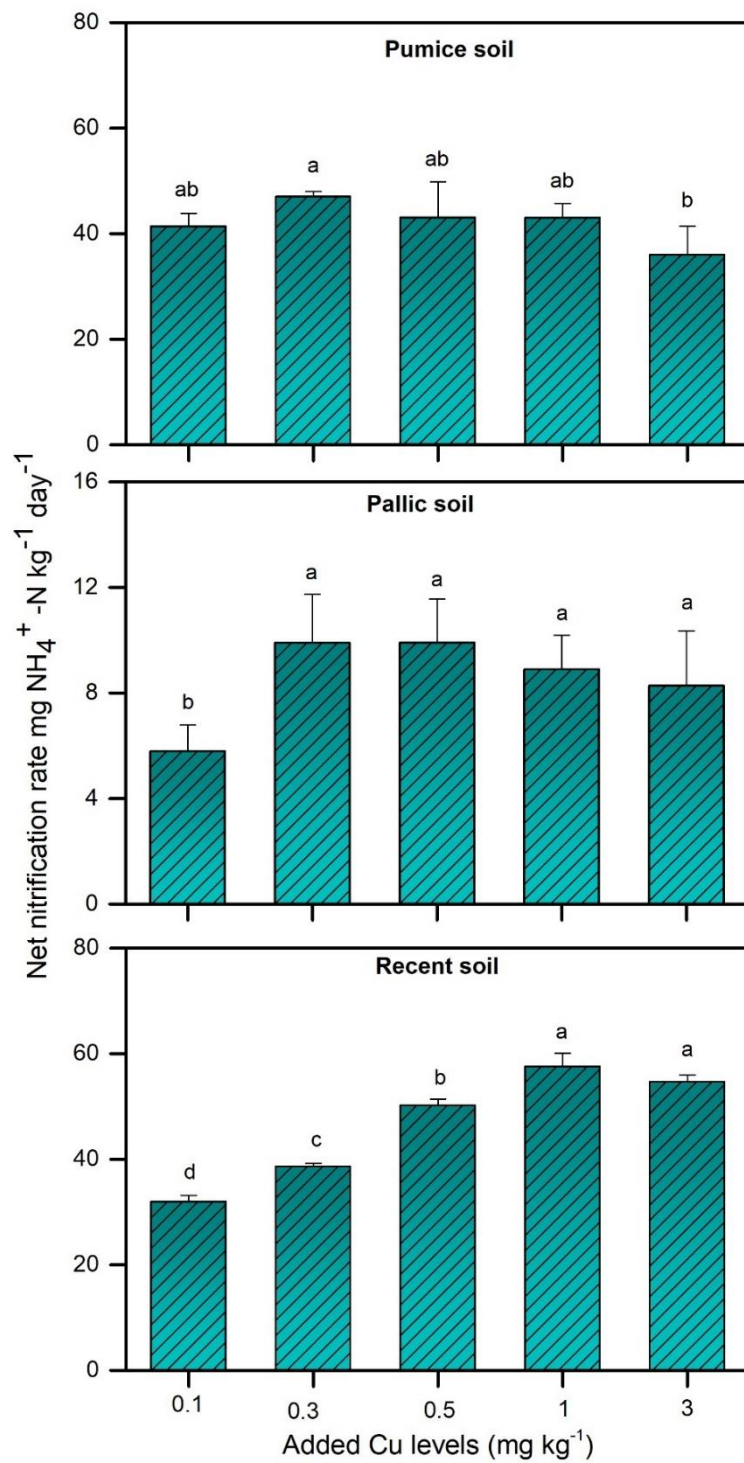 Net nitrification rate mg NH₄⁺ -N kg⁻¹ day⁻¹
Pumice soil
80
60
40
20
0
ab
a
ab
ab
b
Pallic soil
16
12
8
4
0
b
a
a
a
a
Recent soil
80
60
40
20
0
d
c
b
a
a
0.1 0.3 0.5 1 3
Added Cu levels (mg kg⁻¹)